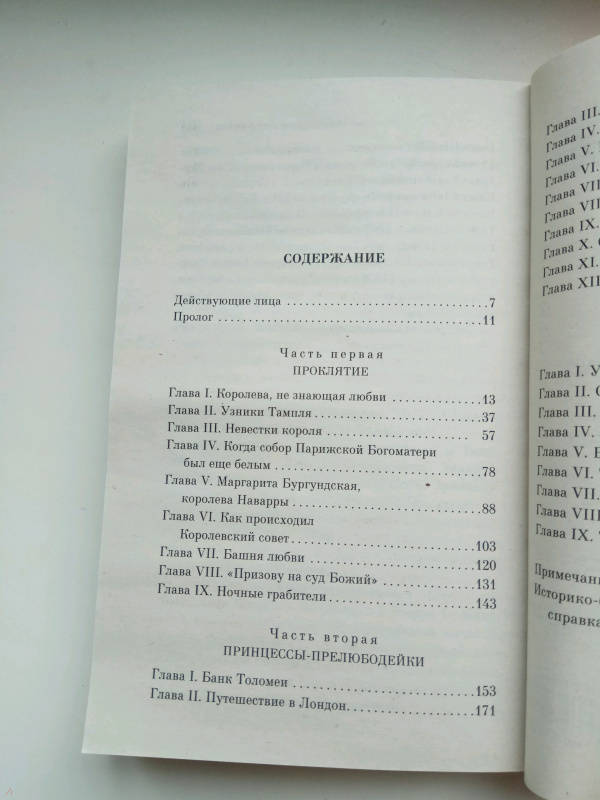 СОДЕРЖАНИЕ
Действующие лица 7
Пролог 11
Часть первая
ПРОКЛЯТИЕ
Глава I. Королева, не знающая любви 13
Глава II. Узники Тампля 37
Глава III. Невестки короля 57
Глава IV. Когда собор Парижской Богоматери
был еще белым 78
Глава V. Маргарита Бургундская,
королева Наварры 88
Глава VI. Как происходил
Королевский совет 103
Глава VII. Башня любви 120
Глава VIII. «Призову на суд Божий» 131
Глава IX. Ночные грабители 143
Часть вторая
ПРИНЦЕССЫ-ПРЕЛЮБОДЕЙКИ
Глава I. Банк Толомеи 153
Глава II. Путешествие в Лондон 171
Глава III.
Глава IV.
Глава V.
Глава VI.
Глава VII
Глава VII
Глава IX.
Глава X. С
Глава XI.
Глава XII
Глава I. У
Глава II. С
Глава III.
Глава IV.
Глава V. В
Глава VI.
Глава VII.
Глава VIII
Глава IX.
Примечани
Историко-
справка